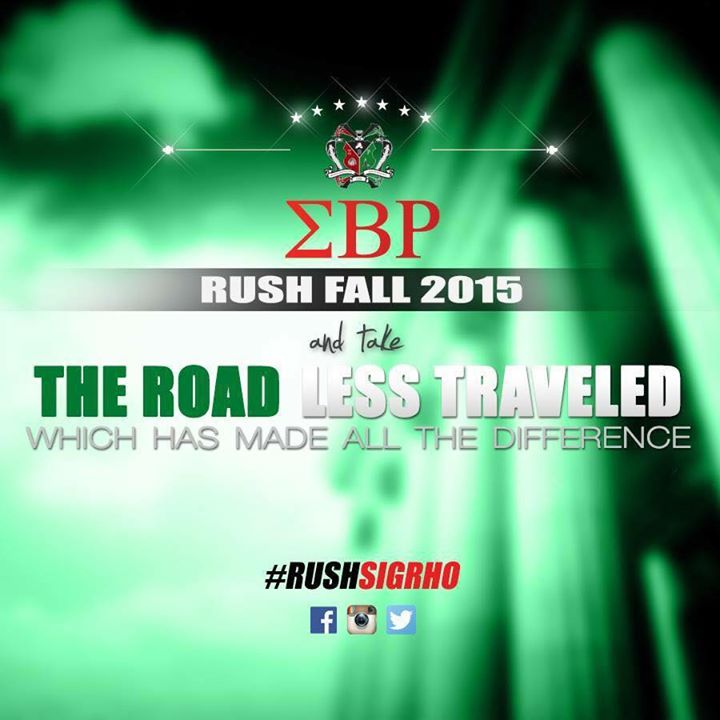 ΣΒΡ
RUSH FALL 2015
and take
THE ROAD LESS TRAVELED
WHICH HAS MADE ALL THE DIFFERENCE
#RUSHSIGRHO